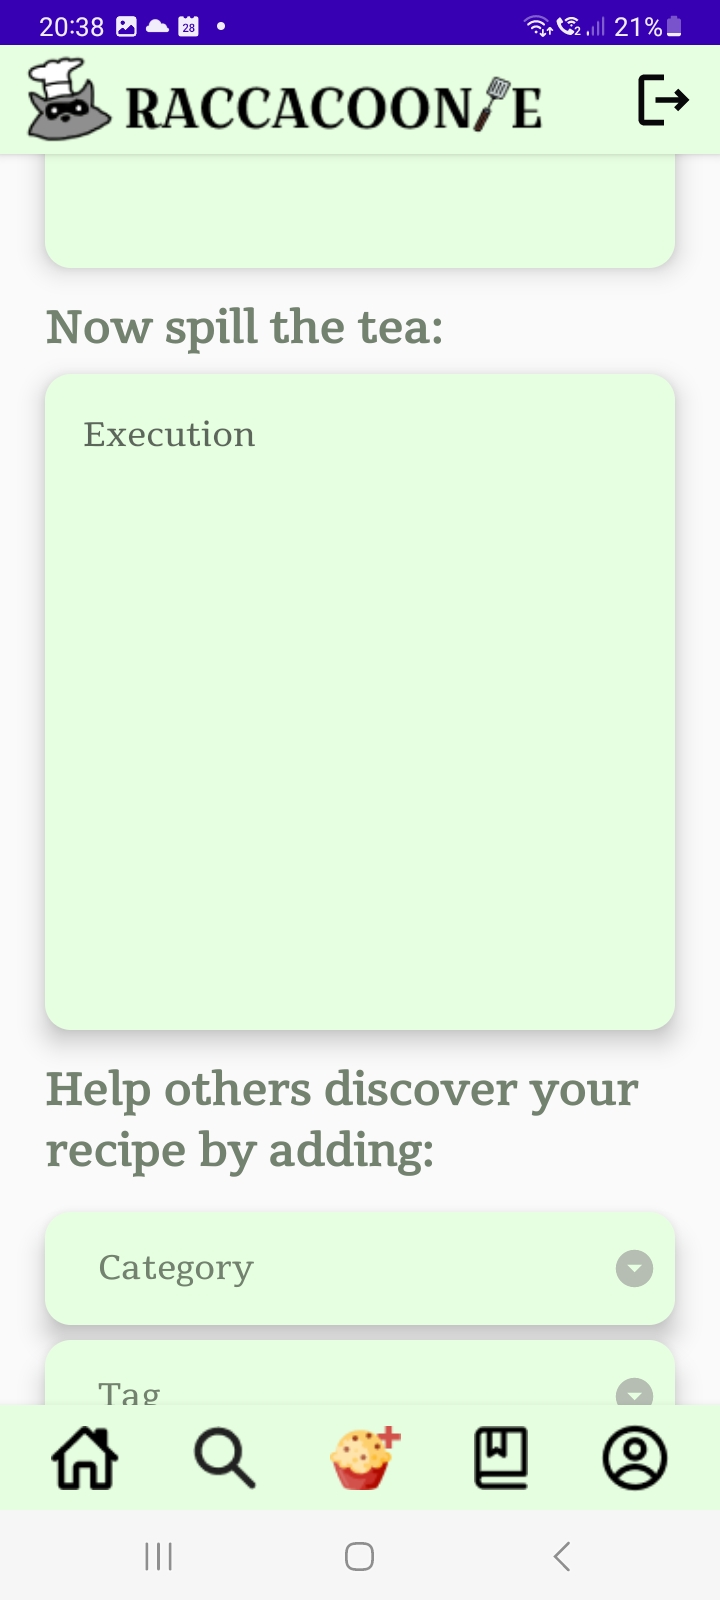 20:38 28 2 21%
RACCACOONIE
Now spill the tea:
Execution
Help others discover your
recipe by adding:
Category
Tag